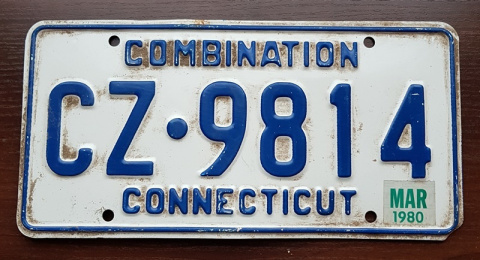 COMBINATION
CZ·9814
CONNECTICUT
MAR
1980